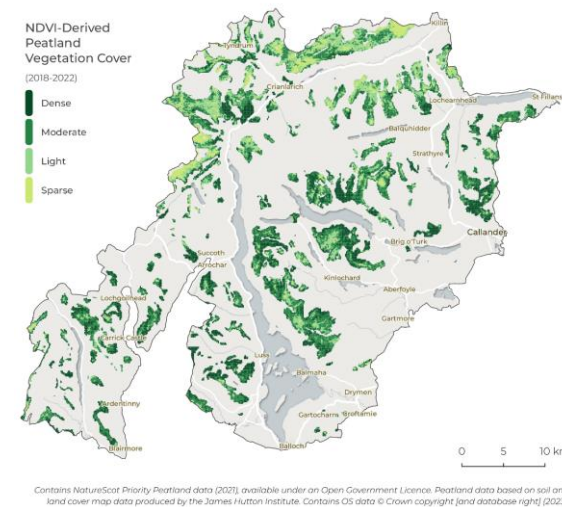 NDVI-Derived
Peatland
Vegetation Cover
(2018-2022)
Dense
Moderate
Light
Sparse
Killin
Tyndrum
Crianlarich
Lochearnhead
St Fillans
Balquhidder
Strathyre
Callander
Brig o'Turk
Succoth
Arrochar
Kinlochard
Aberfoyle
Lochgoilhead
Gartmore
Carrick Castle
Luss
Balmaha
Ardentinny
Drymen
Gartocharn
Croftamie
Blairmore
Balloch
0 5 10 km
Contains NatureScot Priority Peatland data (2021), available under an Open Government Licence. Peatland data based on soil an
land cover map data produced by the James Hutton Institute. Contains OS data © Crown copyright [and database right] (202